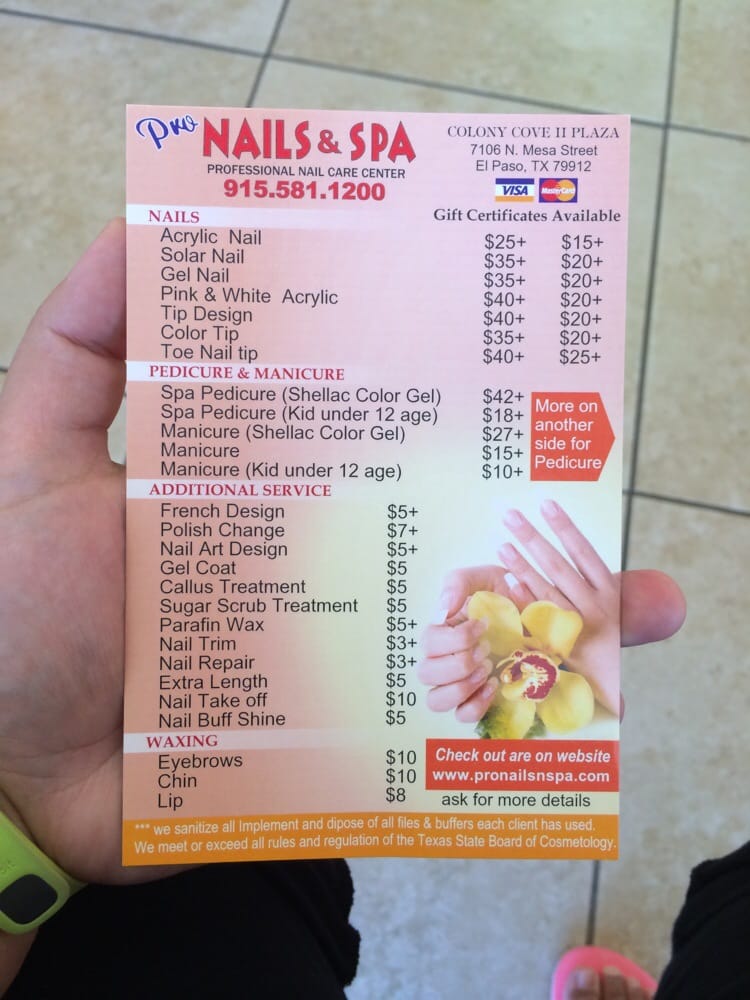 Pro NAILS & SPA
PROFESSIONAL NAIL CARE CENTER
915.581.1200
COLONY COVE II PLAZA
7106 N. Mesa Street
El Paso, TX 79912
VISA MasterCard
Gift Certificates Available
NAILS
Acrylic Nail $25+ $15+
Solar Nail $35+ $20+
Gel Nail $35+ $20+
Pink & White Acrylic $40+ $20+
Tip Design $40+ $20+
Color Tip $35+ $20+
Toe Nail tip $40+ $25+
PEDICURE & MANICURE
Spa Pedicure (Shellac Color Gel) $42+
Spa Pedicure (Kid under 12 age) $18+
Manicure (Shellac Color Gel) $27+
Manicure $15+
Manicure (Kid under 12 age) $10+
More on
another
side for
Pedicure
ADDITIONAL SERVICE
French Design $5+
Polish Change $7+
Nail Art Design $5+
Gel Coat $5
Callus Treatment $5
Sugar Scrub Treatment $5
Parafin Wax $5+
Nail Trim $3+
Nail Repair $3+
Extra Length $5
Nail Take off $10
Nail Buff Shine $5
WAXING
Eyebrows $10
Chin $10
Lip $8
Check out are on website
www.pronailsnspa.com
ask for more details
*** we sanitize all Implement and dipose of all files & buffers each client has used.
We meet or exceed all rules and regulation of the Texas State Board of Cosmetology.